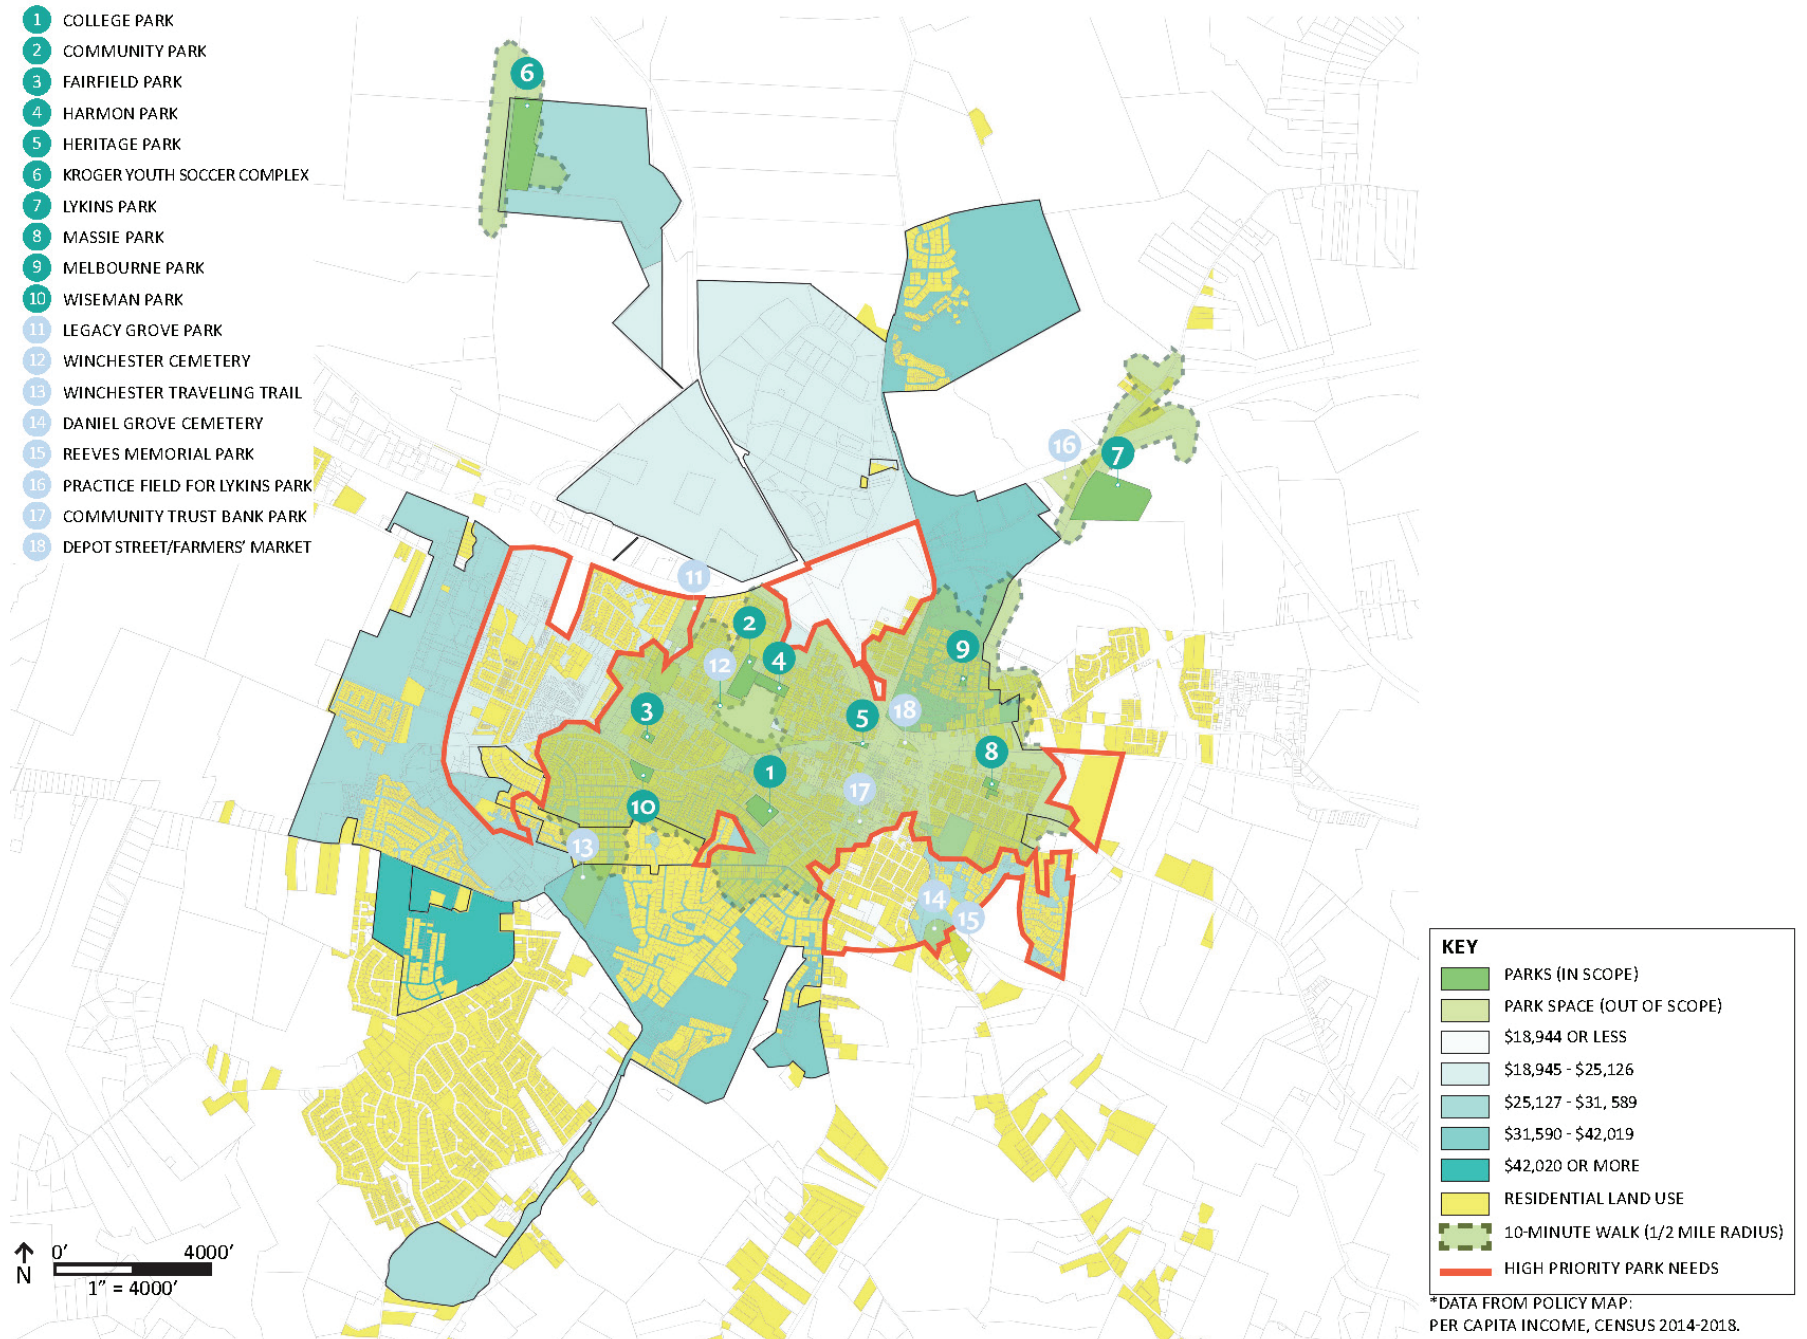 1 COLLEGE PARK
2 COMMUNITY PARK
3 FAIRFIELD PARK
4 HARMON PARK
5 HERITAGE PARK
6 KROGER YOUTH SOCCER COMPLEX
7 LYKINS PARK
8 MASSIE PARK
9 MELBOURNE PARK
10 WISEMAN PARK
11 LEGACY GROVE PARK
12 WINCHESTER CEMETERY
13 WINCHESTER TRAVELING TRAIL
14 DANIEL GROVE CEMETERY
15 REEVES MEMORIAL PARK
16 PRACTICE FIELD FOR LYKINS PARK
17 COMMUNITY TRUST BANK PARK
18 DEPOT STREET/FARMERS' MARKET
6
16
7
11
2
9
12
4
3
5
18
8
1
17
10
13
14
15
N
0' 4000'
1" = 4000'
KEY
PARKS (IN SCOPE)
PARK SPACE (OUT OF SCOPE)
$18,944 OR LESS
$18,945 - $25,126
$25,127 - $31, 589
$31,590 - $42,019
$42,020 OR MORE
RESIDENTIAL LAND USE
10-MINUTE WALK (1/2 MILE RADIUS)
HIGH PRIORITY PARK NEEDS
*DATA FROM POLICY MAP:
PER CAPITA INCOME, CENSUS 2014-2018.